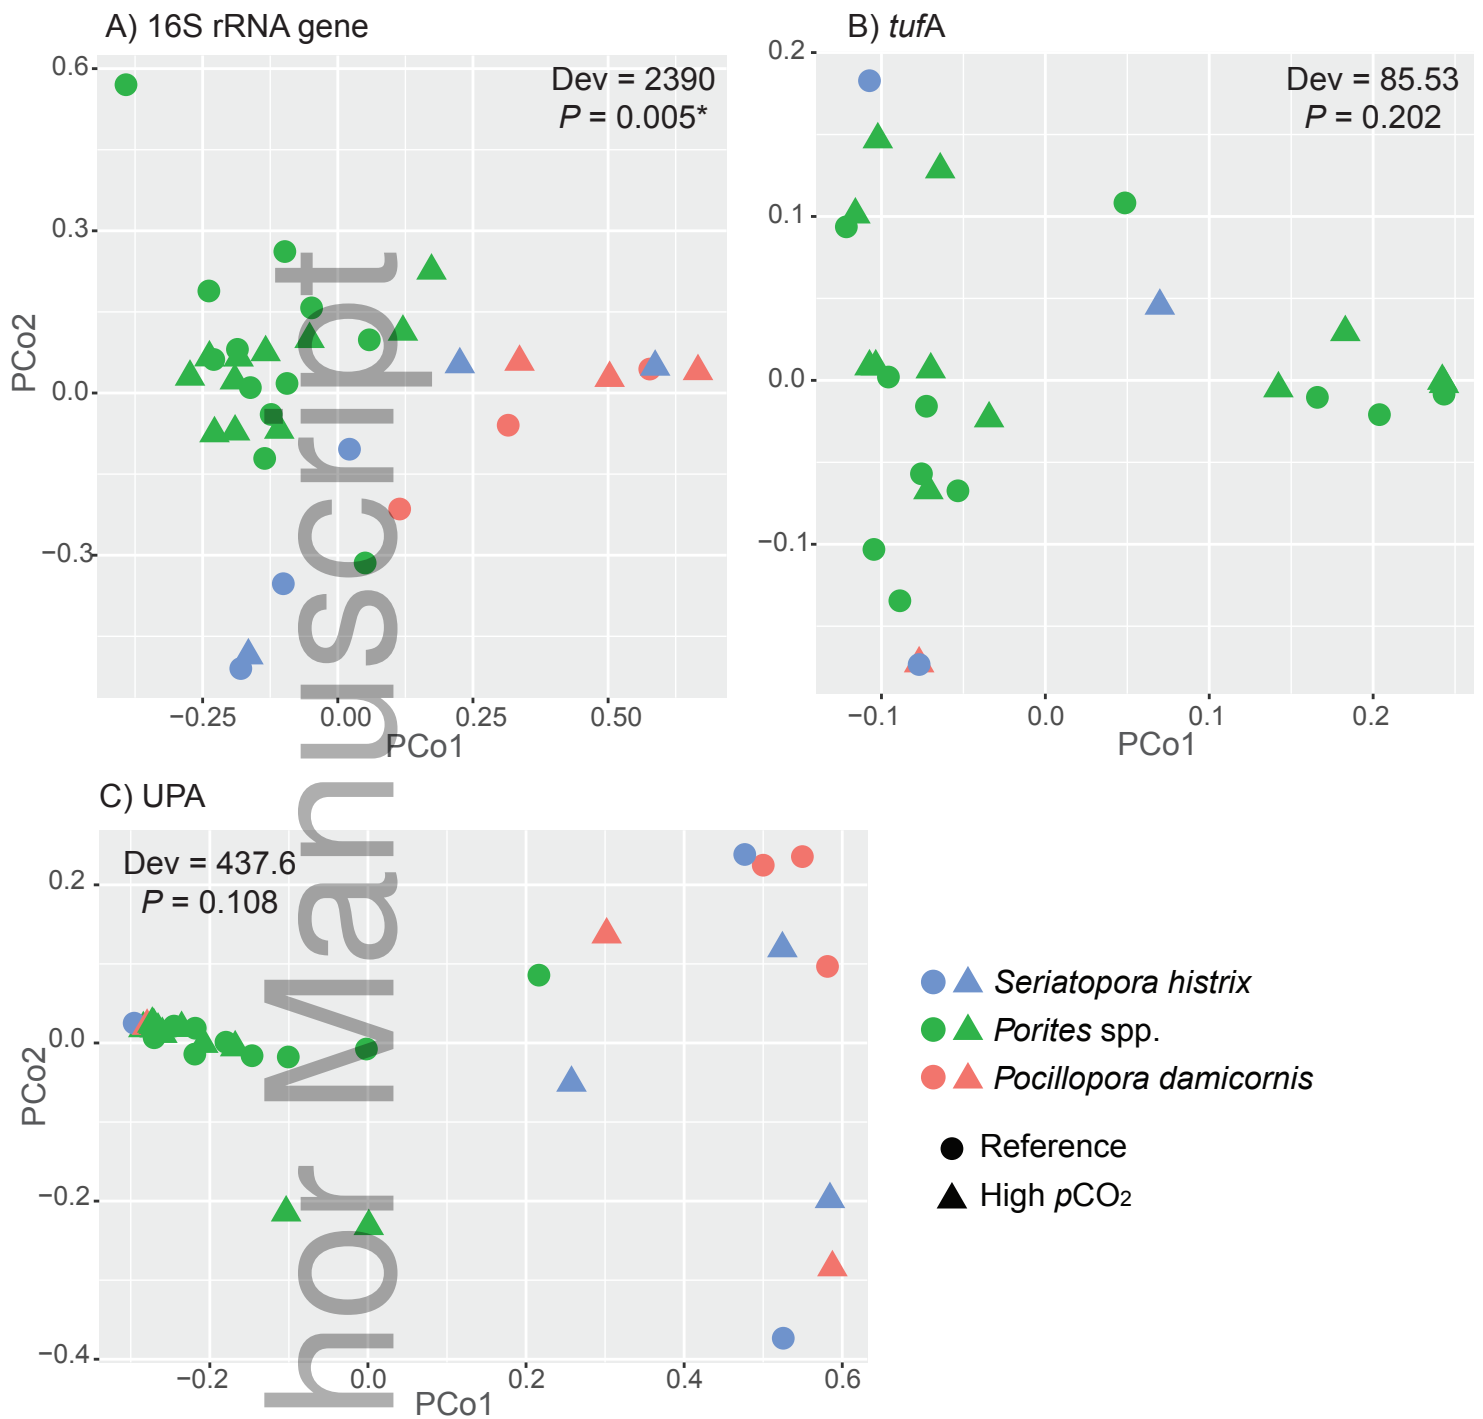 A) 16S rRNA gene
Dev = 2390
P = 0.005*
0.6
0.3
0.0
−0.3
PCo2
−0.25
0.00
0.25
0.50
PCo1
B) tufA
Dev = 85.53
P = 0.202
0.2
0.1
0.0
−0.1
−0.1
0.0
0.1
0.2
PCo1
C) UPA
Dev = 437.6
P = 0.108
0.2
0.0
−0.2
−0.4
PCo2
−0.2
0.0
0.2
0.4
0.6
PCo1
Seriatopora histrix
Porites spp.
Pocillopora damicornis
Reference
High pCO2
hor Manuscript